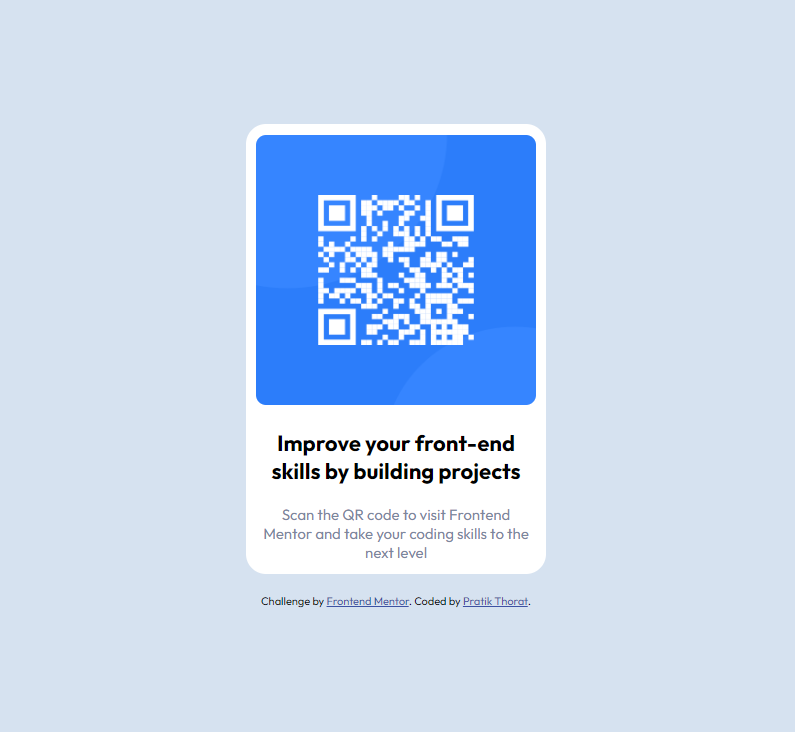 Improve your front-end
skills by building projects
Scan the QR code to visit Frontend
Mentor and take your coding skills to the
next level
Challenge by Frontend Mentor. Coded by Pratik Thorat.